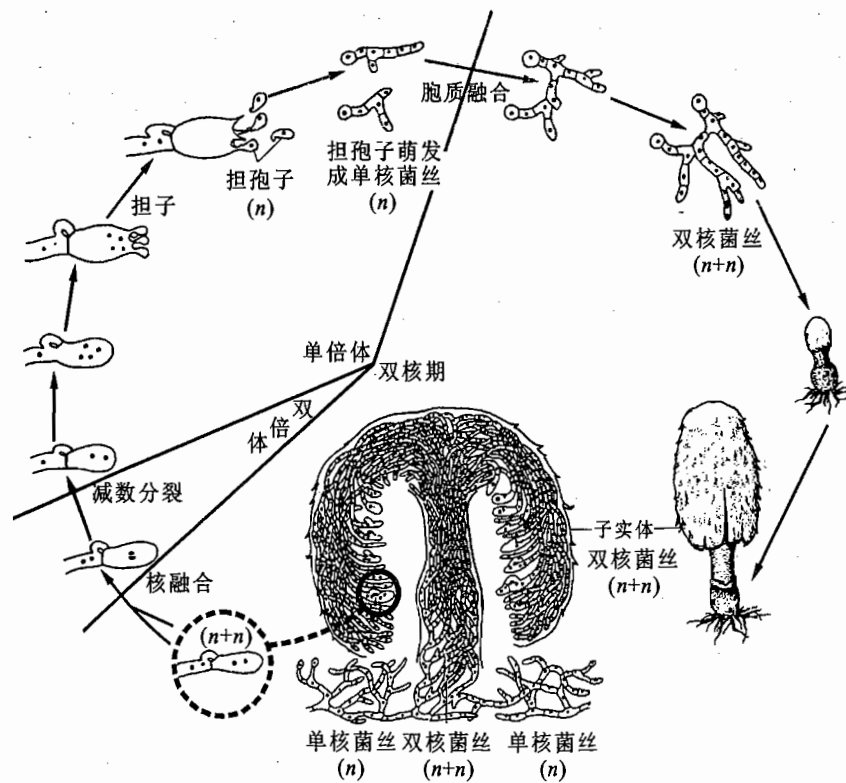 胞质融合
担孢子
(n)
担孢子萌发
成单核菌丝
(n)
担子
双核菌丝
(n+n)
单倍体
双核期
双倍体
减数分裂
核融合
(n+n)
子实体
双核菌丝
(n+n)
单核菌丝 双核菌丝 单核菌丝
(n) (n+n) (n)